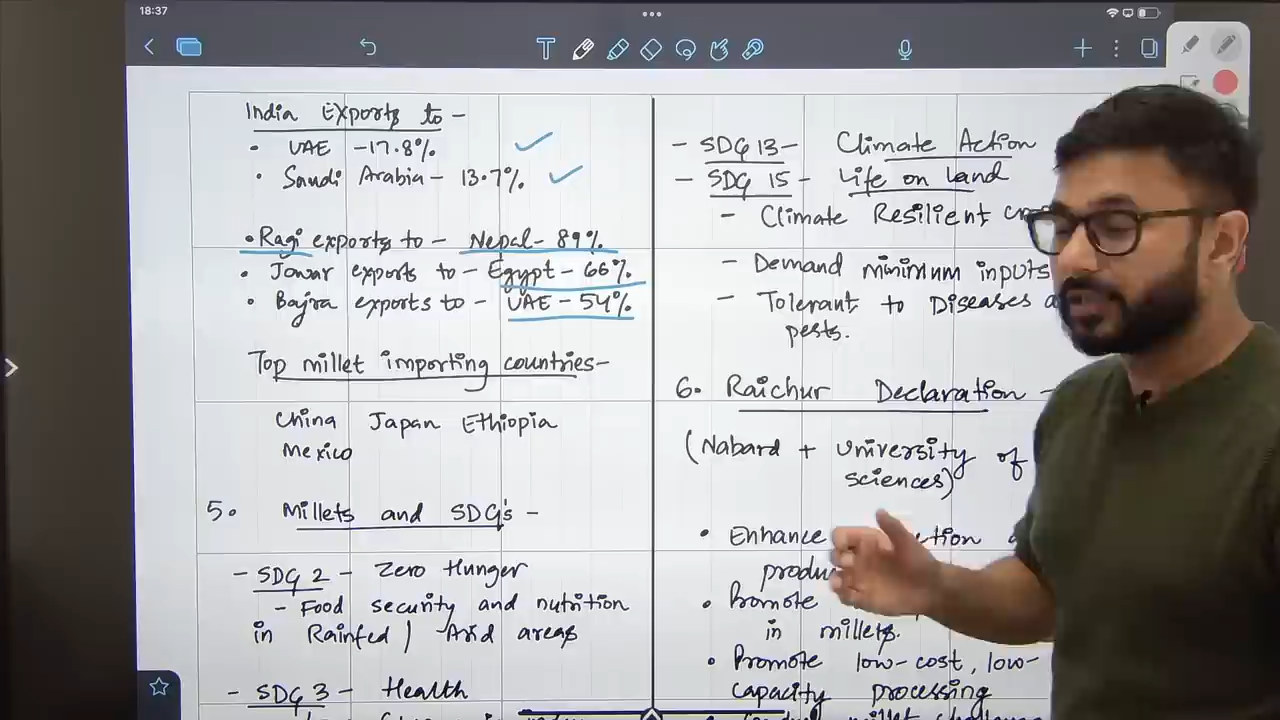 18:37
India Exports to -
• UAE - 17.8%
• Saudi Arabia - 13.7%
• Ragi exports to - Nepal - 89%
• Jowar exports to - Egypt - 66%
• Bajra exports to - UAE - 54%
Top millet importing countries-
China Japan Ethiopia
Mexico
5. Millets and SDG's -
- SDG 2 - Zero Hunger
- Food security and nutrition
in Rainfed / Arid areas
- SDG 3 - Health
- SDG 13 - Climate Action
- SDG 15 - Life on land
- Climate Resilient
- Demand minimum inputs
- Tolerant to Diseases
pests.
6. Raichur Declaration -
(Nabard + University of
sciences)
• Enhance
• Promote
in millets.
• Promote low-cost, low-
capacity processing